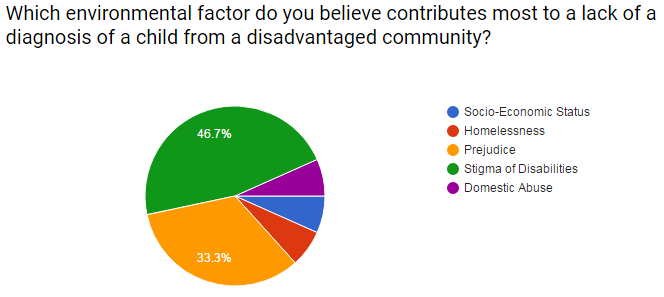 Which environmental factor do you believe contributes most to a lack of a
diagnosis of a child from a disadvantaged community?
46.7%
33.3%
Socio-Economic Status
Homelessness
Prejudice
Stigma of Disabilities
Domestic Abuse